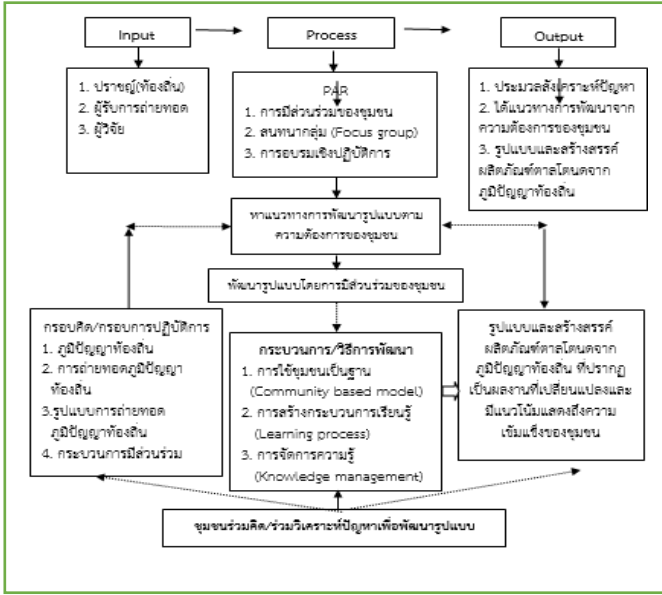 Input
Process
Output
1. ปราชญ์(ท้องถิ่น)
2. ผู้รับการถ่ายทอด
3. ผู้วิจัย
PAR
1. การมีส่วนร่วมของชุมชน
2. สนทนากลุ่ม (Focus group)
3. การอบรมเชิงปฏิบัติการ
1. ประมวลสังเคราะห์ปัญหา
2. ได้แนวทางการพัฒนาจาก
ความต้องการของชุมชน
3. รูปแบบและสร้างสรรค์
ผลิตภัณฑ์ตาลโตนดจาก
ภูมิปัญญาท้องถิ่น
หาแนวทางการพัฒนารูปแบบตาม
ความต้องการของชุมชน
พัฒนารูปแบบโดยการมีส่วนร่วมของชุมชน
กรอบคิด/กรอบการปฏิบัติการ
1. ภูมิปัญญาท้องถิ่น
2. การถ่ายทอดภูมิปัญญา
ท้องถิ่น
3.รูปแบบการถ่ายทอด
ภูมิปัญญาท้องถิ่น
4. กระบวนการมีส่วนร่วม
กระบวนการ/วิธีการพัฒนา
1. การใช้ชุมชนเป็นฐาน
(Community based model)
2. การสร้างกระบวนการเรียนรู้
(Learning process)
3. การจัดการความรู้
(Knowledge management)
รูปแบบและสร้างสรรค์
ผลิตภัณฑ์ตาลโตนดจาก
ภูมิปัญญาท้องถิ่น ที่ปรากฏ
เป็นผลงานที่เปลี่ยนแปลงและ
มีแนวโน้มแสดงถึงความ
เข้มแข็งของชุมชน
ชุมชนร่วมคิด/ร่วมวิเคราะห์ปัญหาเพื่อพัฒนารูปแบบ